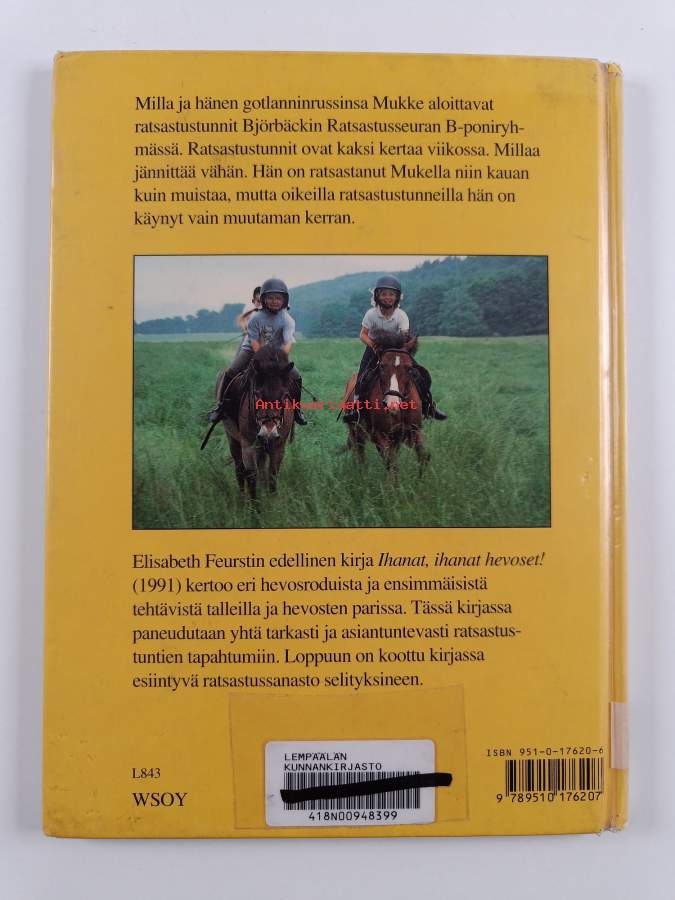 Milla ja hänen gotlanninrussinsa Mukke aloittavat
ratsastustunnit Björbäckin Ratsastusseuran B-poniryh-
mässä. Ratsastustunnit ovat kaksi kertaa viikossa. Millaa
jännittää vähän. Hän on ratsastanut Mukella niin kauan
kuin muistaa, mutta oikeilla ratsastustunneilla hän on
käynyt vain muutaman kerran.
Antikvariaatti.net
Elisabeth Feurstin edellinen kirja Ihanat, ihanat hevoset!
(1991) kertoo eri hevosroduista ja ensimmäisistä
tehtävistä talleilla ja hevosten parissa. Tässä kirjassa
paneudutaan yhtä tarkasti ja asiantuntevasti ratsastus-
tuntien tapahtumiin. Loppuun on koottu kirjassa
esiintyvä ratsastussanasto selityksineen.
L843
WSOY
LEMPÄÄLÄN
KUNNANKIRJASTO
418N00948399
ISBN 951-0-17620-6
9 789510 176207